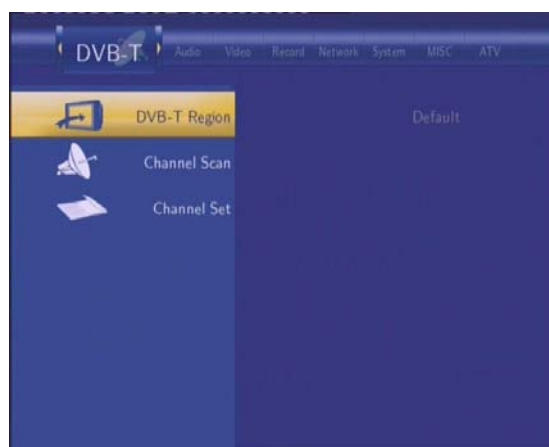 DVB-T Audio Video Record Network System MISC ATV
DVB-T Region Default
Channel Scan
Channel Set